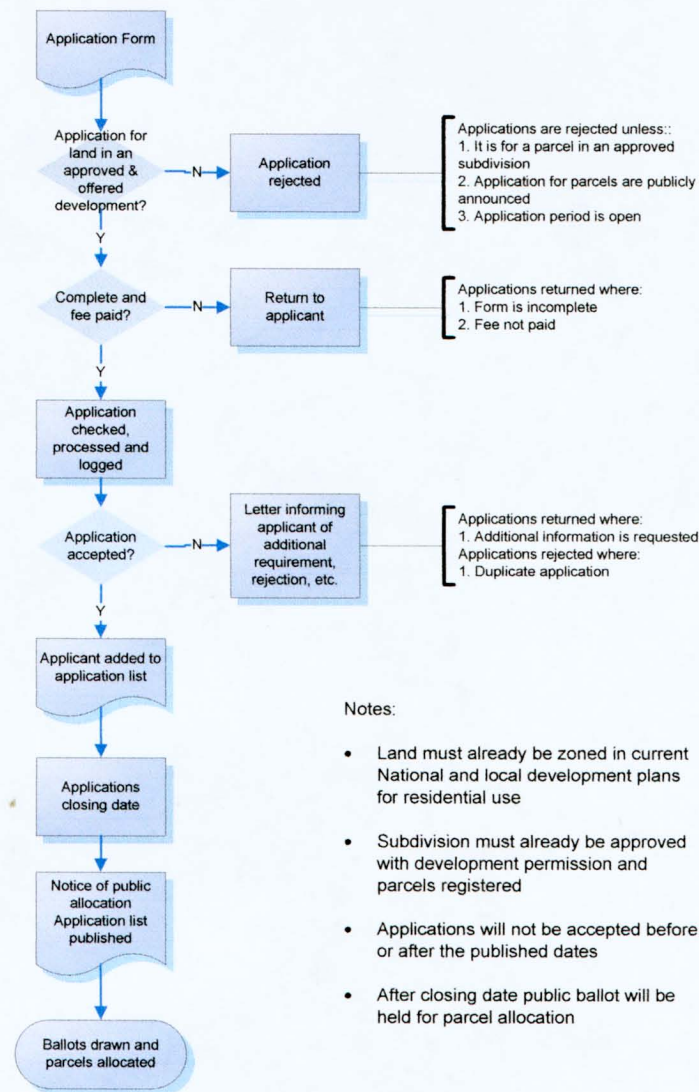 Application Form
Application for
land in an
approved &
offered
development?
N
Application
rejected
Applications are rejected unless::
1. It is for a parcel in an approved
subdivision
2. Application for parcels are publicly
announced
3. Application period is open
Y
Complete and
fee paid?
N
Return to
applicant
Applications returned where:
1. Form is incomplete
2. Fee not paid
Y
Application
checked,
processed and
logged
Application
accepted?
N
Letter informing
applicant of
additional
requirement,
rejection, etc.
Applications returned where:
1. Additional information is requested
Applications rejected where:
1. Duplicate application
Y
Applicant added to
application list
Applications
closing date
Notice of public
allocation
Application list
published
Ballots drawn and
parcels allocated
Notes:
• Land must already be zoned in current
National and local development plans
for residential use
• Subdivision must already be approved
with development permission and
parcels registered
• Applications will not be accepted before
or after the published dates
• After closing date public ballot will be
held for parcel allocation